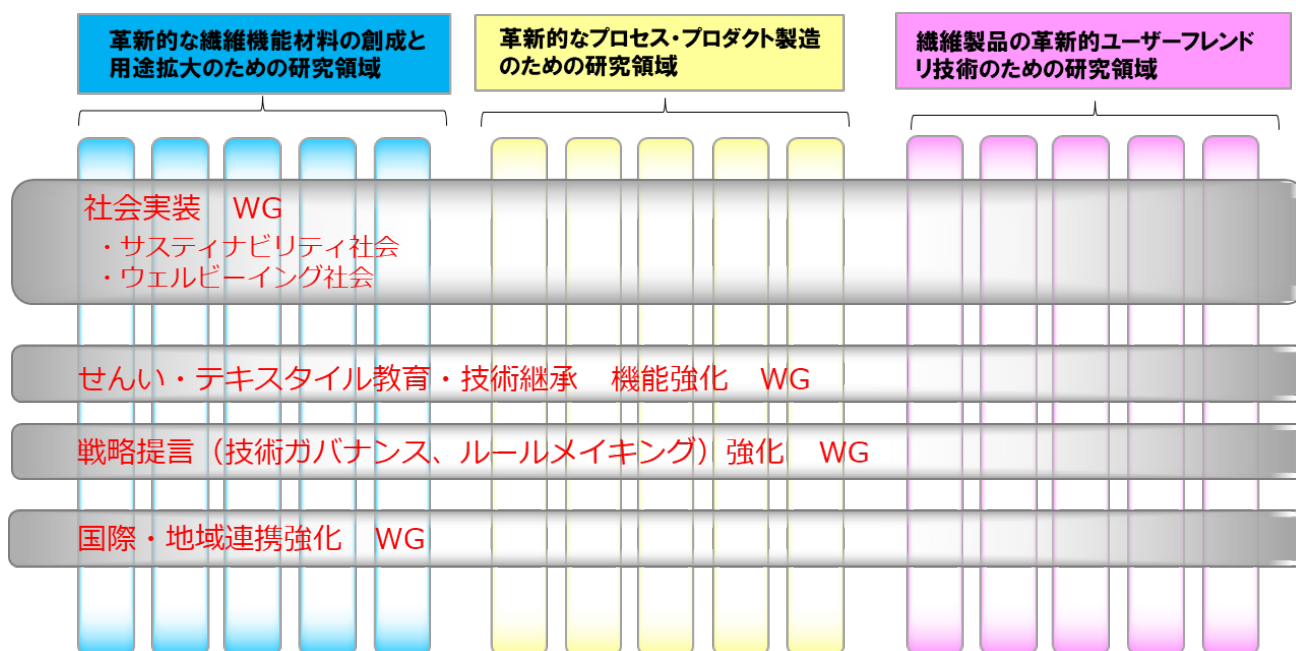 革新的な繊維機能材料の創成と
用途拡大のための研究領域
革新的なプロセス・プロダクト製造
のための研究領域
繊維製品の革新的ユーザーフレンド
リ技術のための研究領域
社会実装　WG
・サスティナビリティ社会
・ウェルビーイング社会
せんい・テキスタイル教育・技術継承　機能強化　WG
戦略提言（技術ガバナンス、ルールメイキング）強化　WG
国際・地域連携強化　WG